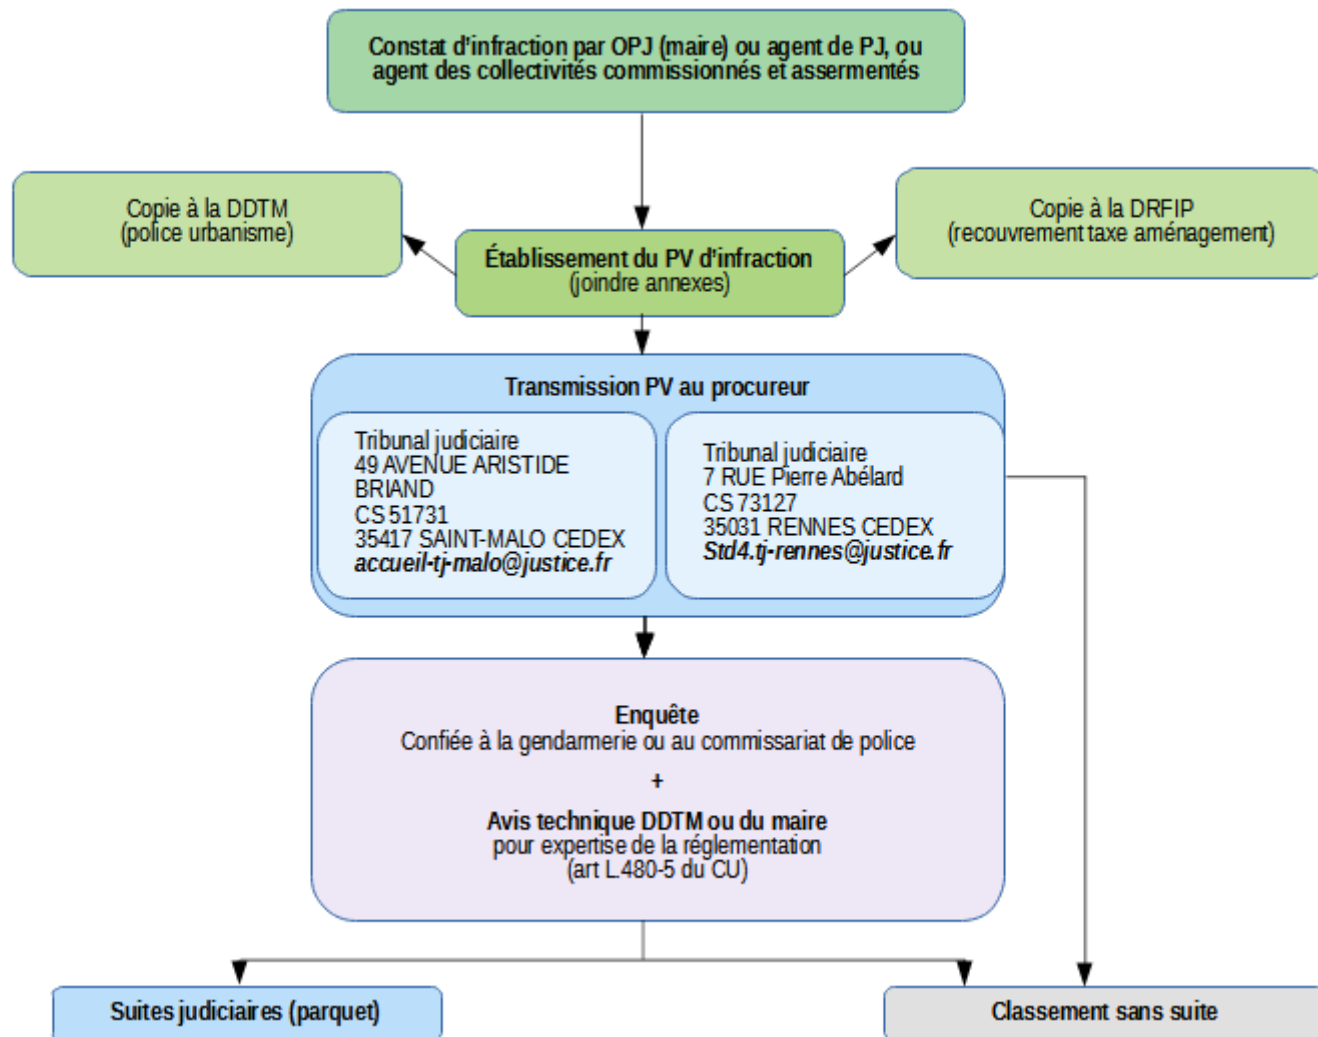 Constat d'infraction par OPJ (maire) ou agent de PJ, ou
agent des collectivités commissionnés et assermentés
Copie à la DDTM
(police urbanisme)
Copie à la DRFIP
(recouvrement taxe aménagement)
Établissement du PV d'infraction
(joindre annexes)
Transmission PV au procureur
Tribunal judiciaire
49 AVENUE ARISTIDE
BRIAND
CS 51731
35417 SAINT-MALO CEDEX
accueil-tj-malo@justice.fr
Tribunal judiciaire
7 RUE Pierre Abélard
CS 73127
35031 RENNES CEDEX
Std4.tj-rennes@justice.fr
Enquête
Confiée à la gendarmerie ou au commissariat de police
+
Avis technique DDTM ou du maire
pour expertise de la réglementation
(art L.480-5 du CU)
Suites judiciaires (parquet)
Classement sans suite